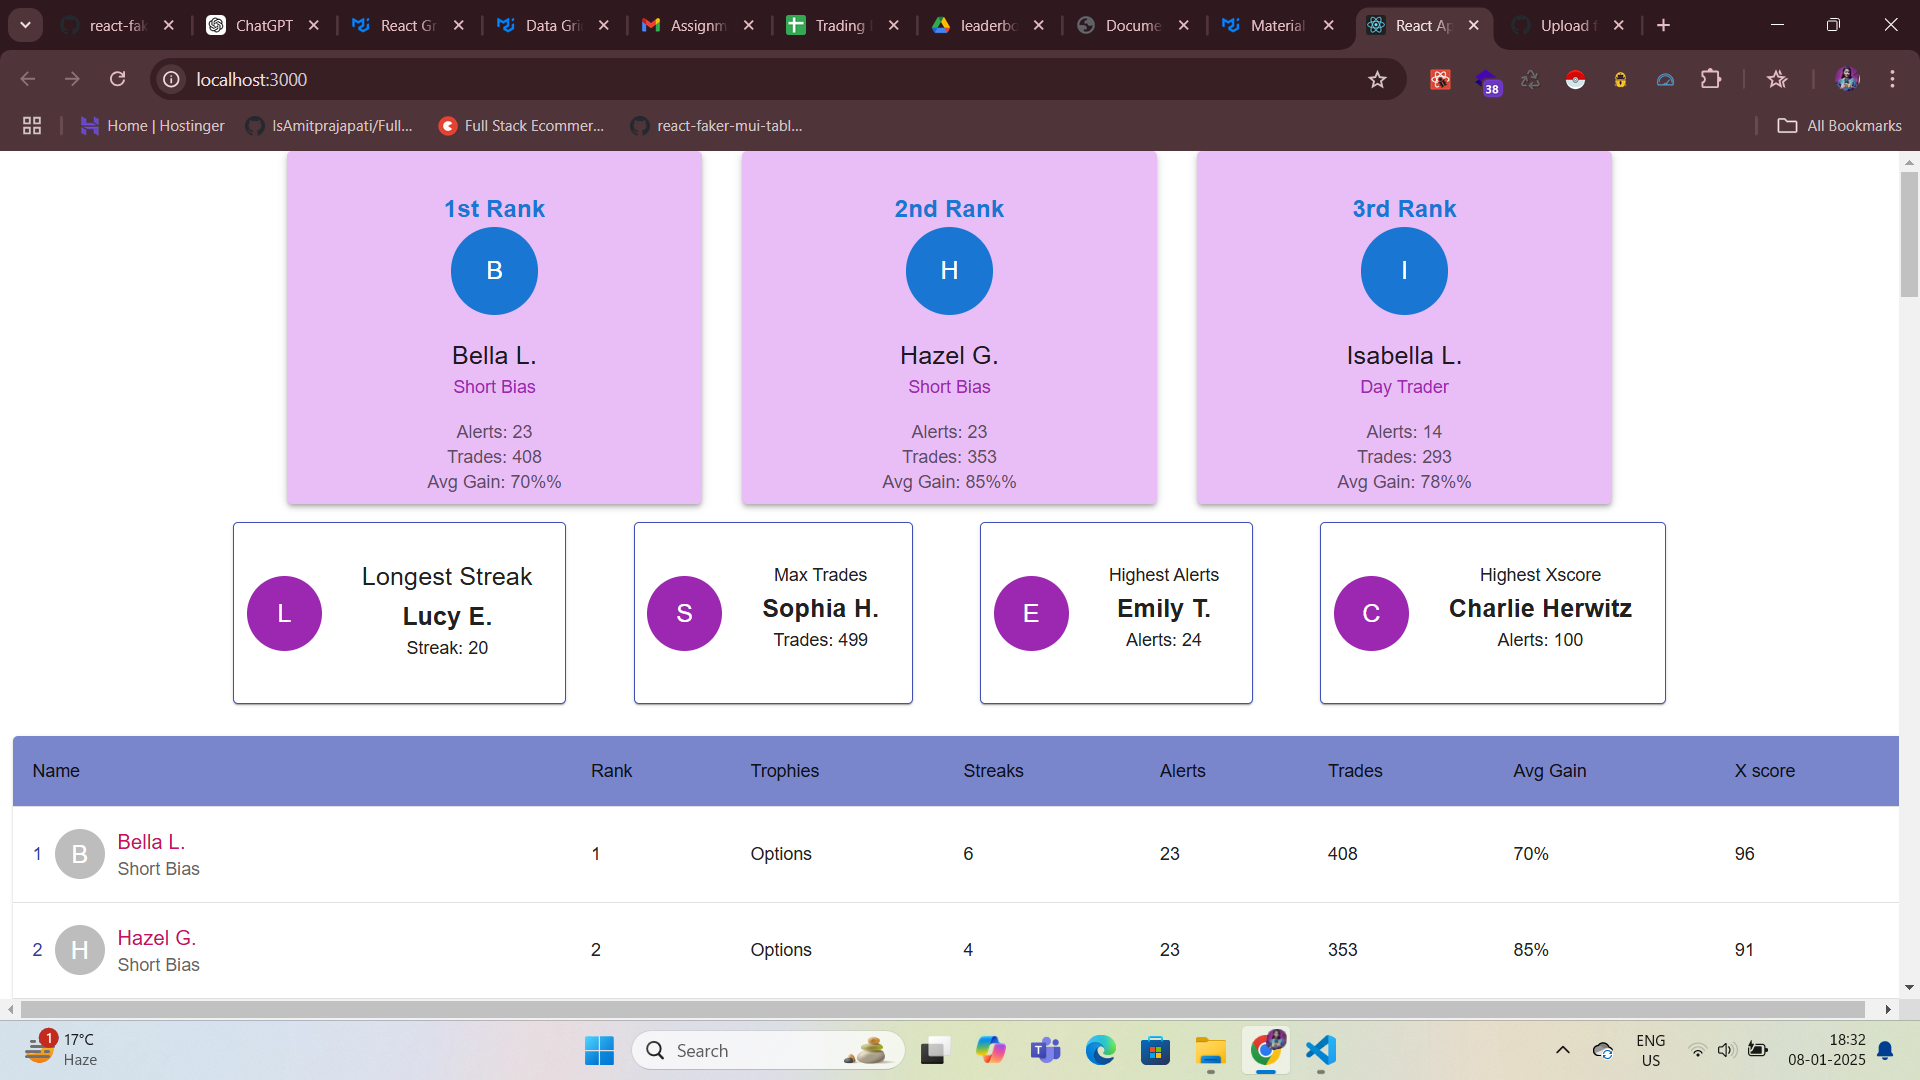 react-fak
ChatGPT
React Gr
Data Gri
Assignm
Trading
leaderbo
Docume
Material
React Ap
Upload f
localhost:3000
38
Home | Hostinger
IsAmitprajapati/Full...
Full Stack Ecommer...
react-faker-mui-tabl...
All Bookmarks
1st Rank
B
Bella L.
Short Bias
Alerts: 23
Trades: 408
Avg Gain: 70%%
2nd Rank
H
Hazel G.
Short Bias
Alerts: 23
Trades: 353
Avg Gain: 85%%
3rd Rank
I
Isabella L.
Day Trader
Alerts: 14
Trades: 293
Avg Gain: 78%%
L
Longest Streak
Lucy E.
Streak: 20
S
Max Trades
Sophia H.
Trades: 499
E
Highest Alerts
Emily T.
Alerts: 24
C
Highest Xscore
Charlie Herwitz
Alerts: 100
Name Rank Trophies Streaks Alerts Trades Avg Gain X score
1 B Bella L. 1 Options 6 23 408 70% 96
Short Bias
2 H Hazel G. 2 Options 4 23 353 85% 91
Short Bias
1
17°C
Haze
Search
ENG
US
18:32
08-01-2025